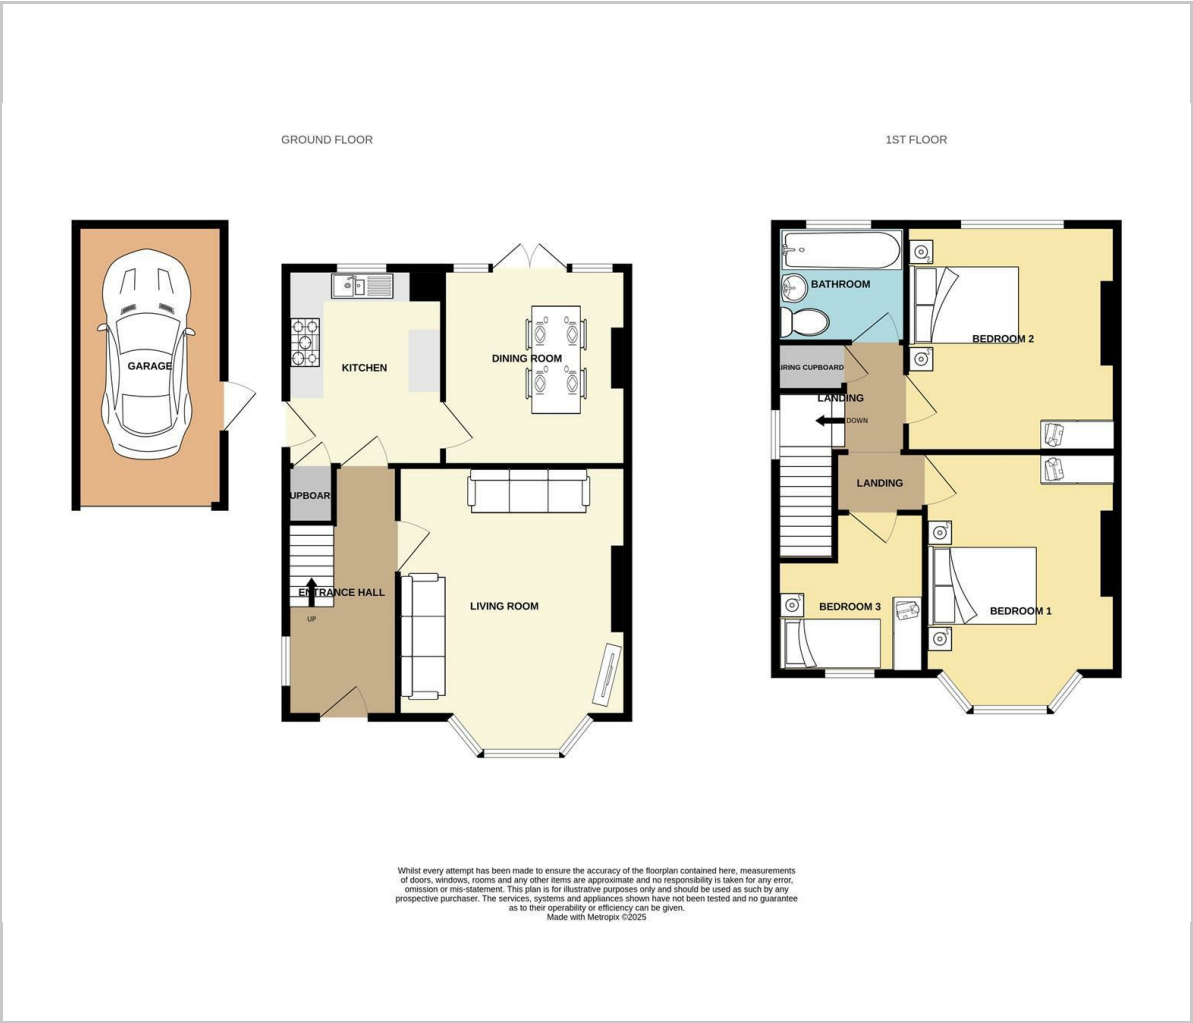 GROUND FLOOR
1ST FLOOR
GARAGE
KITCHEN
DINING ROOM
UPBOAR
ENTRANCE HALL
UP
LIVING ROOM
BATHROOM
BEDROOM 2
IRING CUPBOARD
LANDING
DOWN
LANDING
BEDROOM 3
BEDROOM 1
Whilst every attempt has been made to ensure the accuracy of the floorplan contained here, measurements
of doors, windows, rooms and any other items are approximate and no responsibility is taken for any error,
omission or mis-statement. This plan is for illustrative purposes only and should be used as such by any
prospective purchaser. The services, systems and appliances shown have not been tested and no guarantee
as to their operability or efficiency can be given.
Made with Metropix ©2025